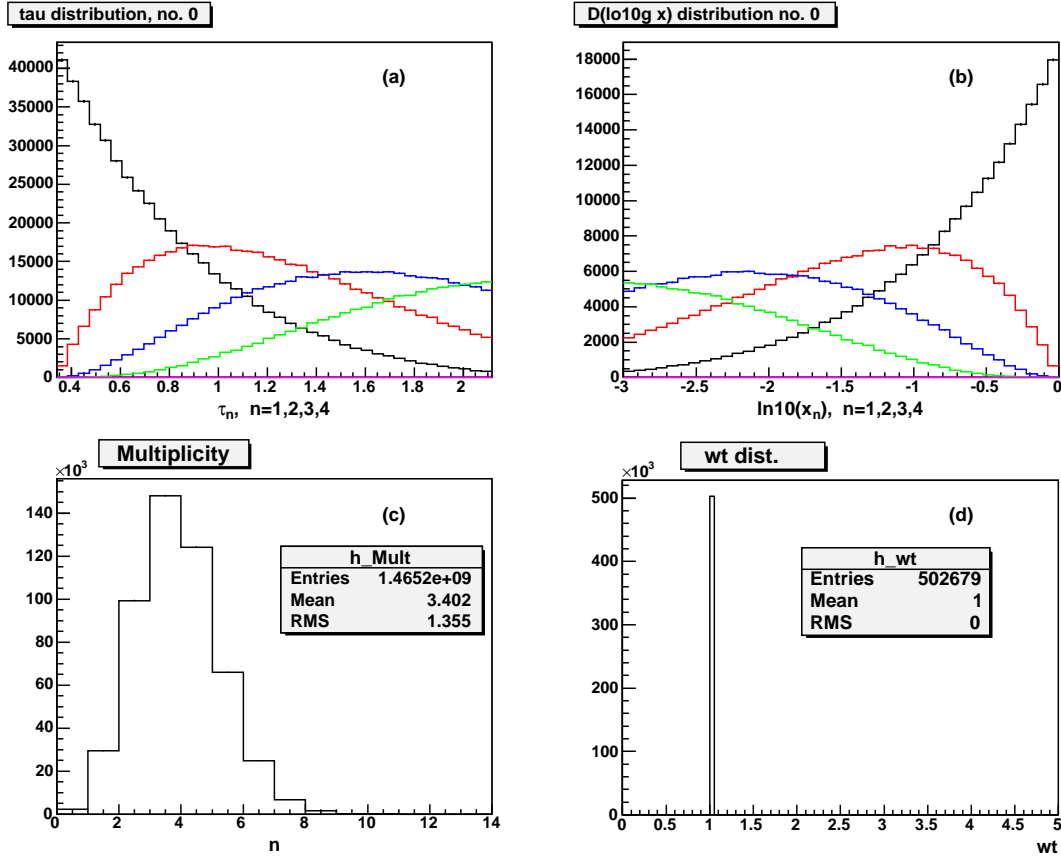 tau distribution, no. 0
(a)
40000
35000
30000
25000
20000
15000
10000
5000
0
0.4 0.6 0.8 1 1.2 1.4 1.6 1.8 2
τn, n=1,2,3,4
D(lo10g x) distribution no. 0
(b)
18000
16000
14000
12000
10000
8000
6000
4000
2000
0
-3 -2.5 -2 -1.5 -1 -0.5 0
ln10(xn), n=1,2,3,4
Multiplicity
×10³
(c)
140
120
100
80
60
40
20
0
h_Mult
Entries 1.4652e+09
Mean 3.402
RMS 1.355
0 2 4 6 8 10 12 14
n
wt dist.
×10³
(d)
500
400
300
200
100
0
h_wt
Entries 502679
Mean 1
RMS 0
0 0.5 1 1.5 2 2.5 3 3.5 4 4.5 5
wt